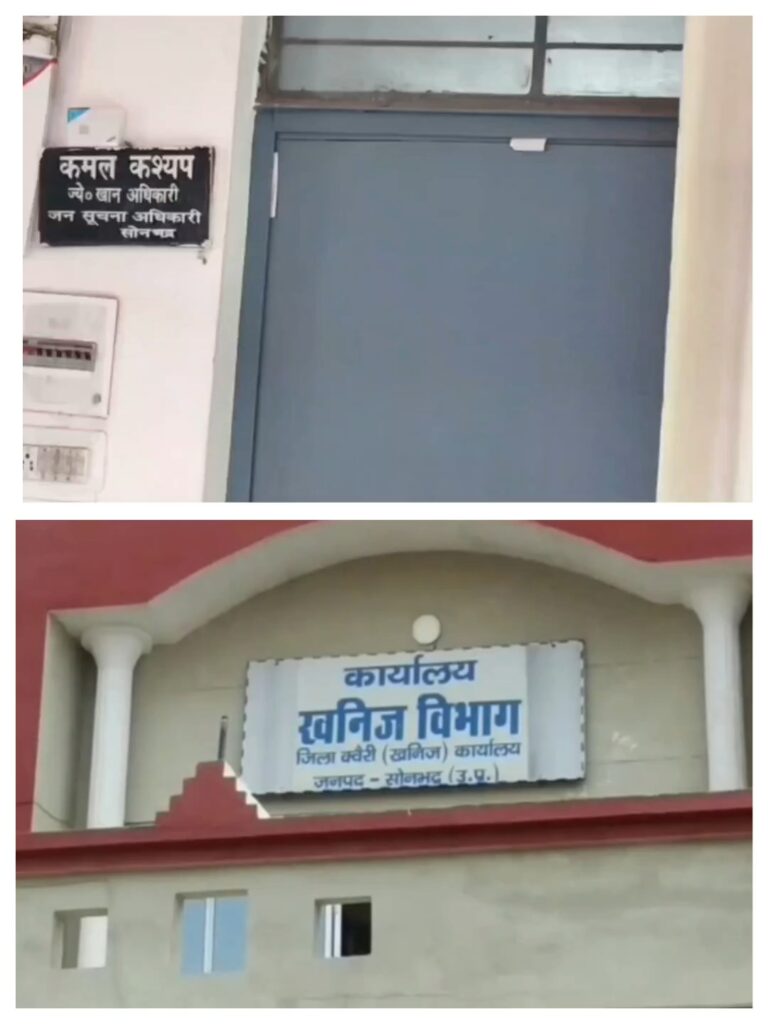 कमल कश्यप
ज्ये० खान अधिकारी
जन सूचना अधिकारी
सोनभद्र
कार्यालय
खनिज विभाग
जिला क्वैरी (खनिज) कार्यालय
जनपद - सोनभद्र (उ.प्र.)